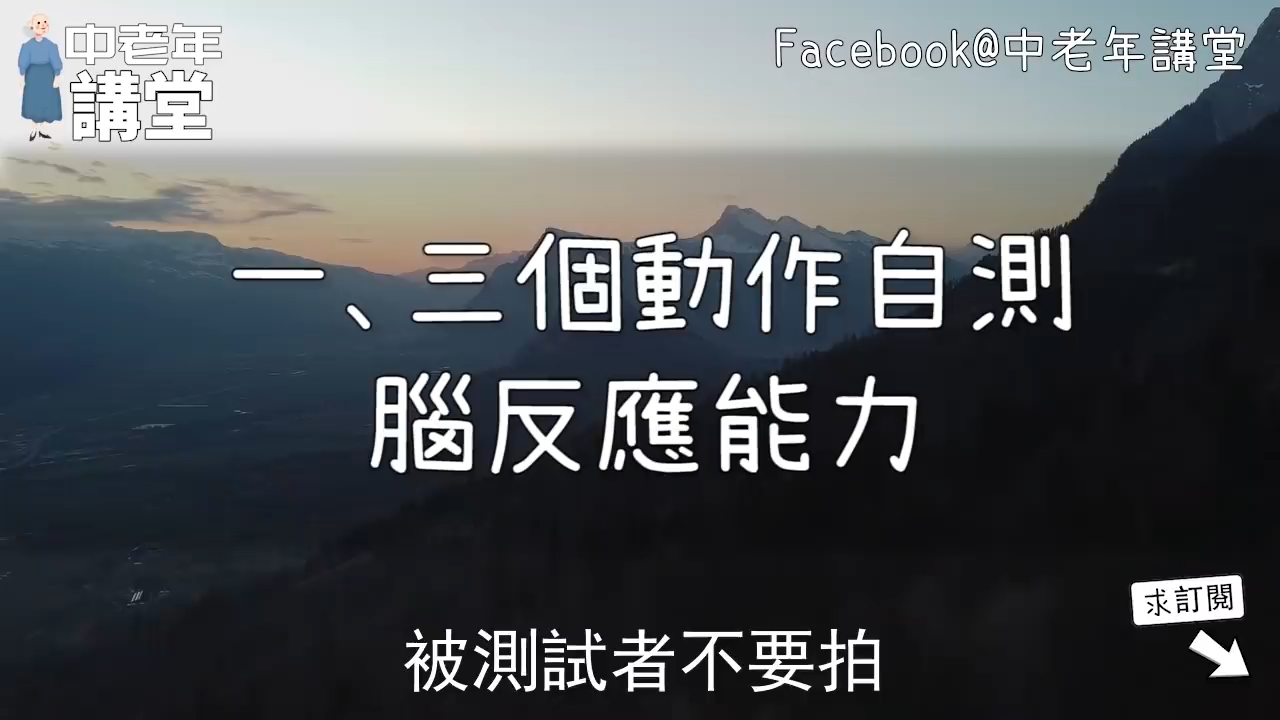 中老年
講堂
Facebook@中老年講堂
一、三個動作自測
腦反應能力
求訂閱
被測試者不要拍